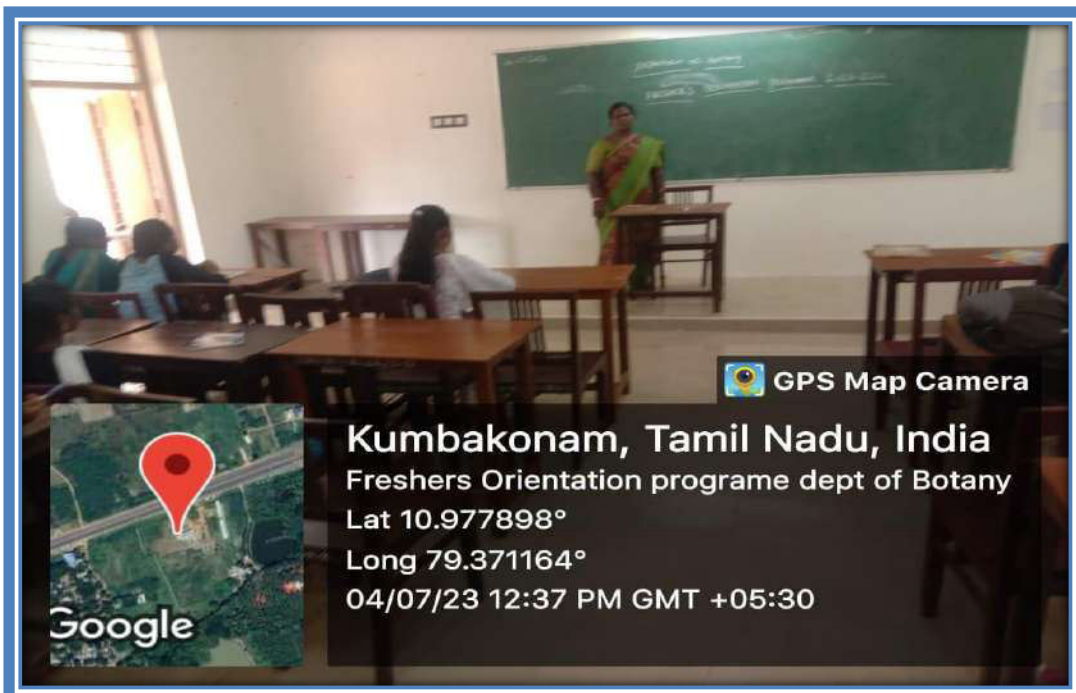 GPS Map Camera
Kumbakonam, Tamil Nadu, India
Freshers Orientation programe dept of Botany
Lat 10.977898°
Long 79.371164°
04/07/23 12:37 PM GMT +05:30
Google